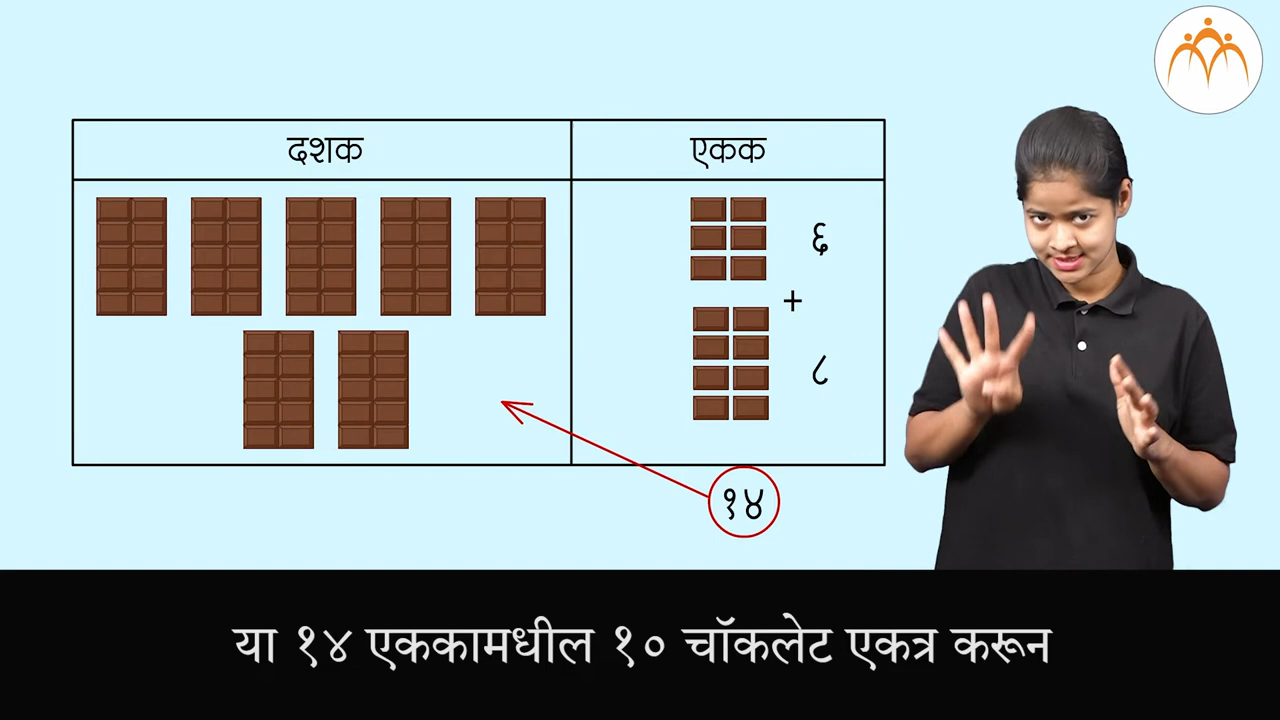 दशक
एकक
६
+
८
१४
या १४ एककामधील १० चॉकलेट एकत्र करून